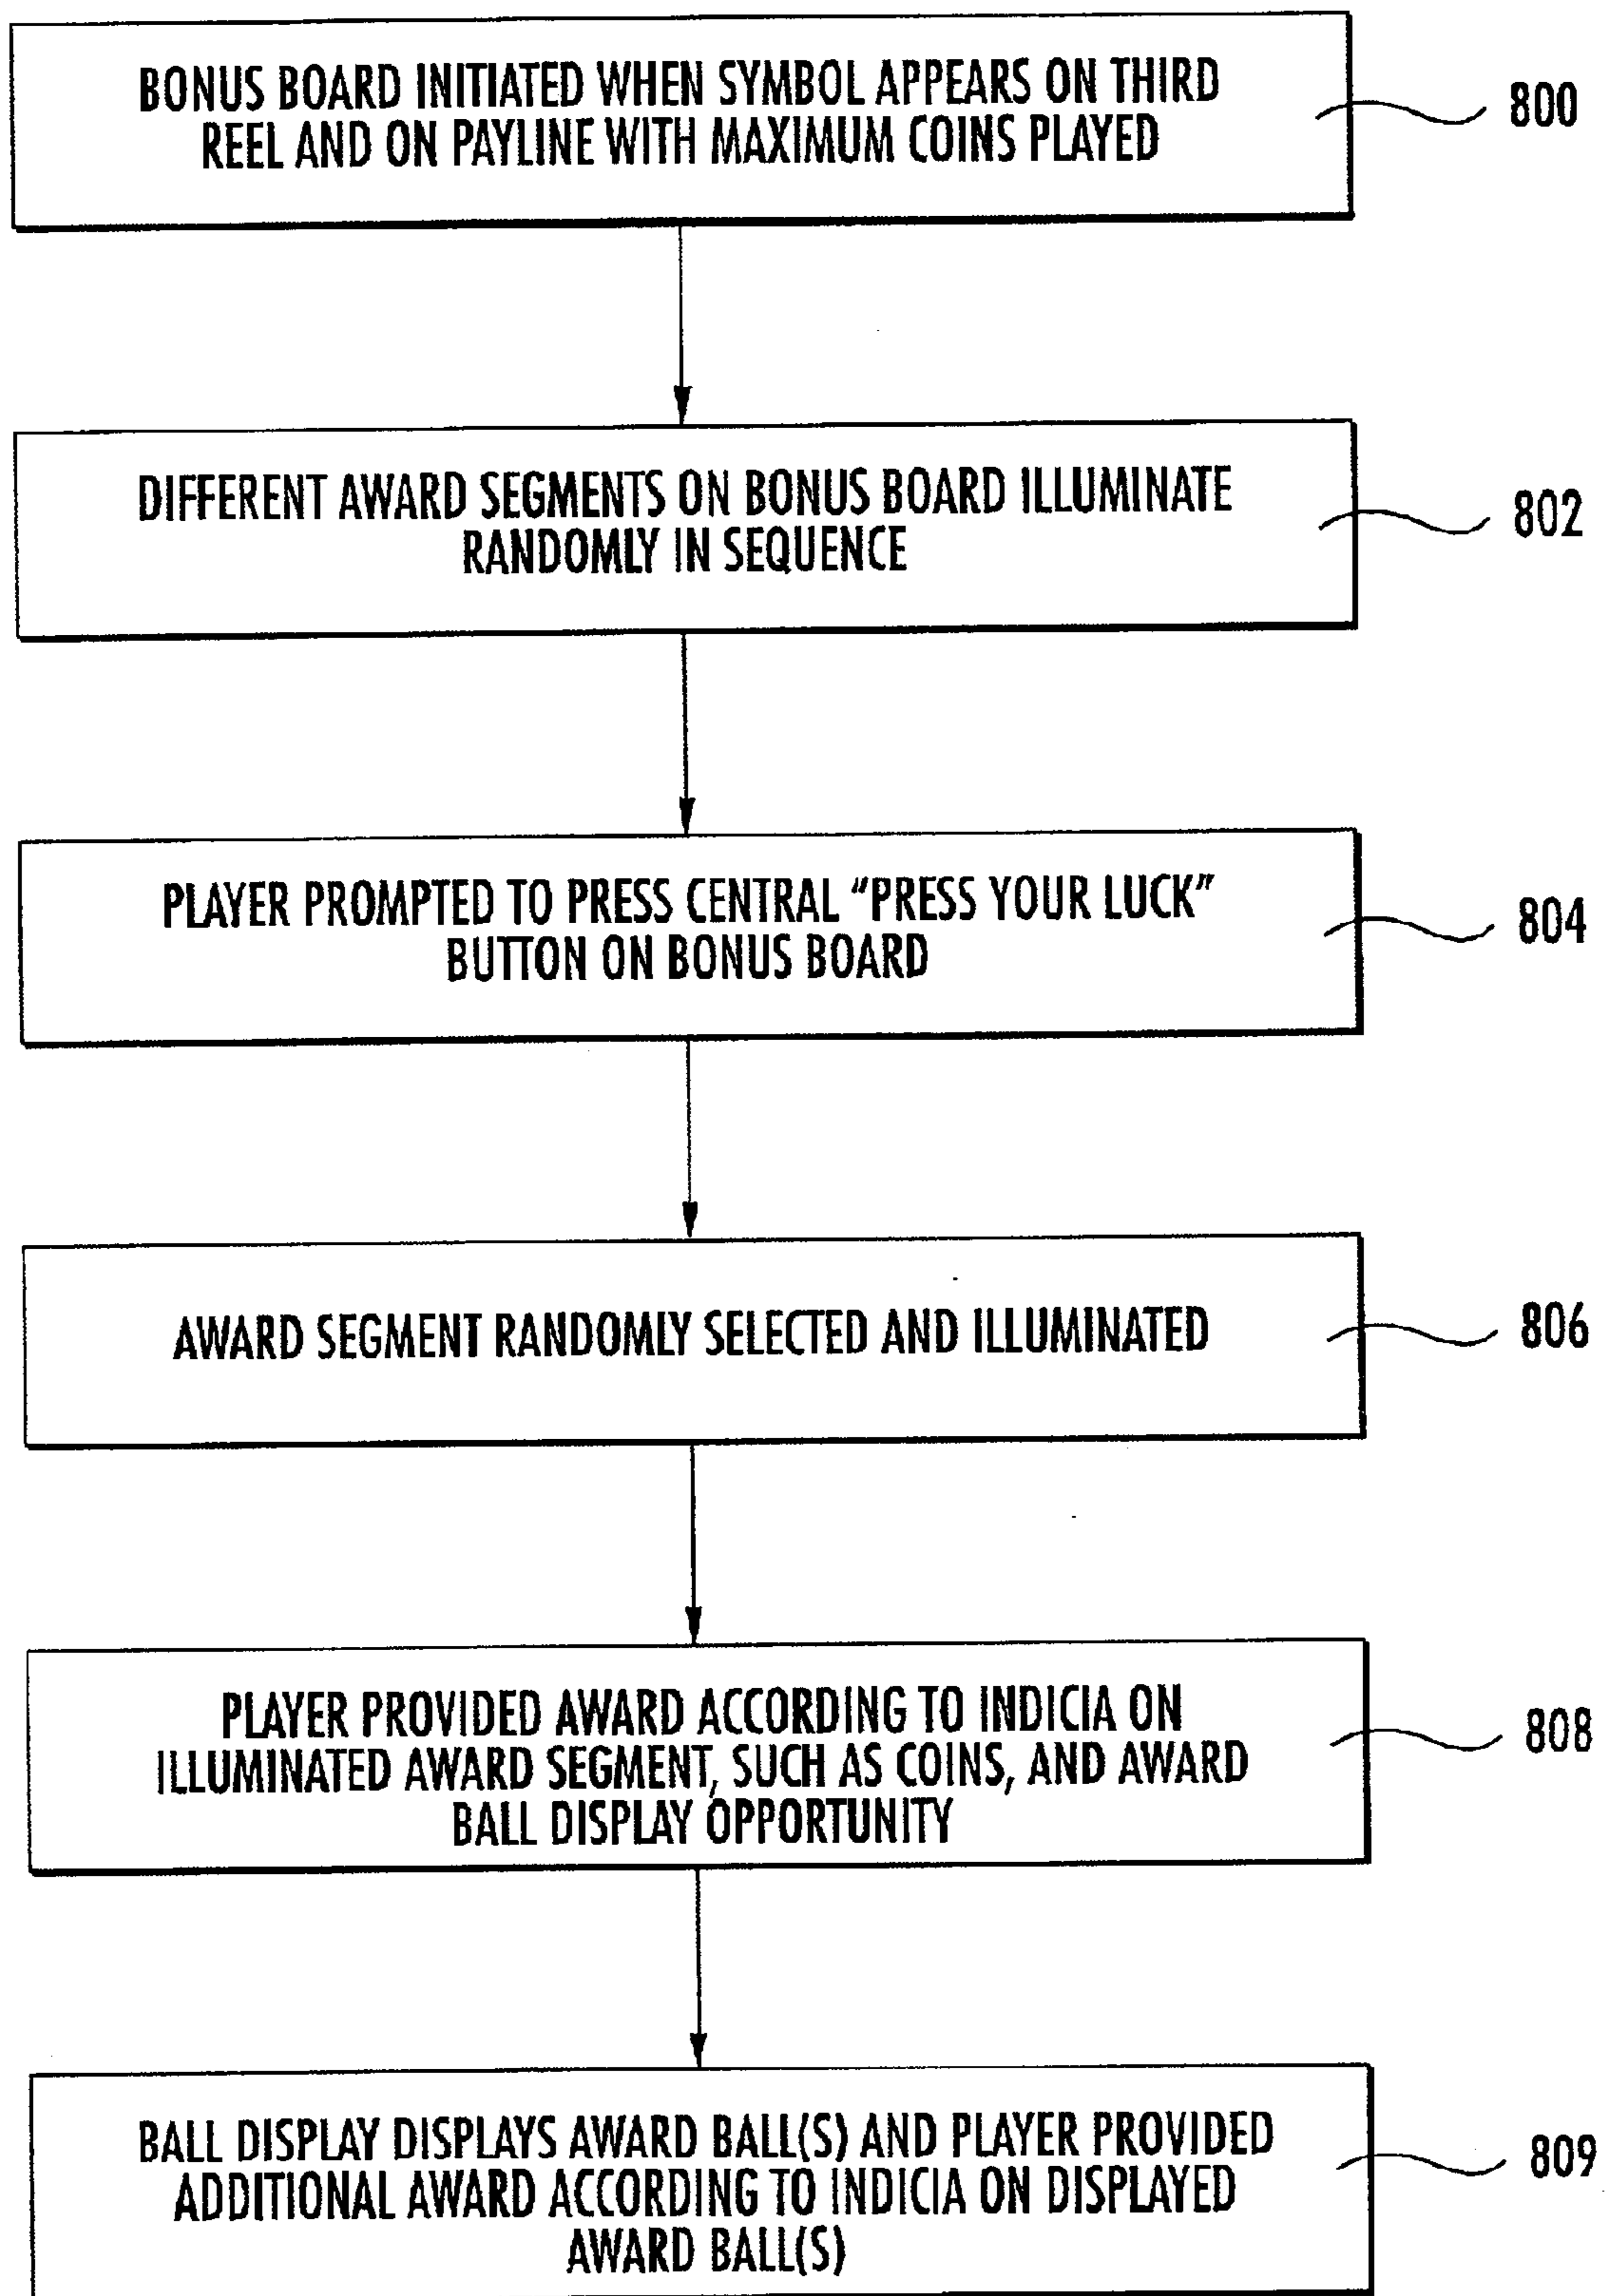 BONUS BOARD INITIATED WHEN SYMBOL APPEARS ON THIRD
REEL AND ON PAYLINE WITH MAXIMUM COINS PLAYED
800
DIFFERENT AWARD SEGMENTS ON BONUS BOARD ILLUMINATE
RANDOMLY IN SEQUENCE
802
PLAYER PROMPTED TO PRESS CENTRAL “PRESS YOUR LUCK”
BUTTON ON BONUS BOARD
804
AWARD SEGMENT RANDOMLY SELECTED AND ILLUMINATED
806
PLAYER PROVIDED AWARD ACCORDING TO INDICIA ON
ILLUMINATED AWARD SEGMENT, SUCH AS COINS, AND AWARD
BALL DISPLAY OPPORTUNITY
808
BALL DISPLAY DISPLAYS AWARD BALL(S) AND PLAYER PROVIDED
ADDITIONAL AWARD ACCORDING TO INDICIA ON DISPLAYED
AWARD BALL(S)
809